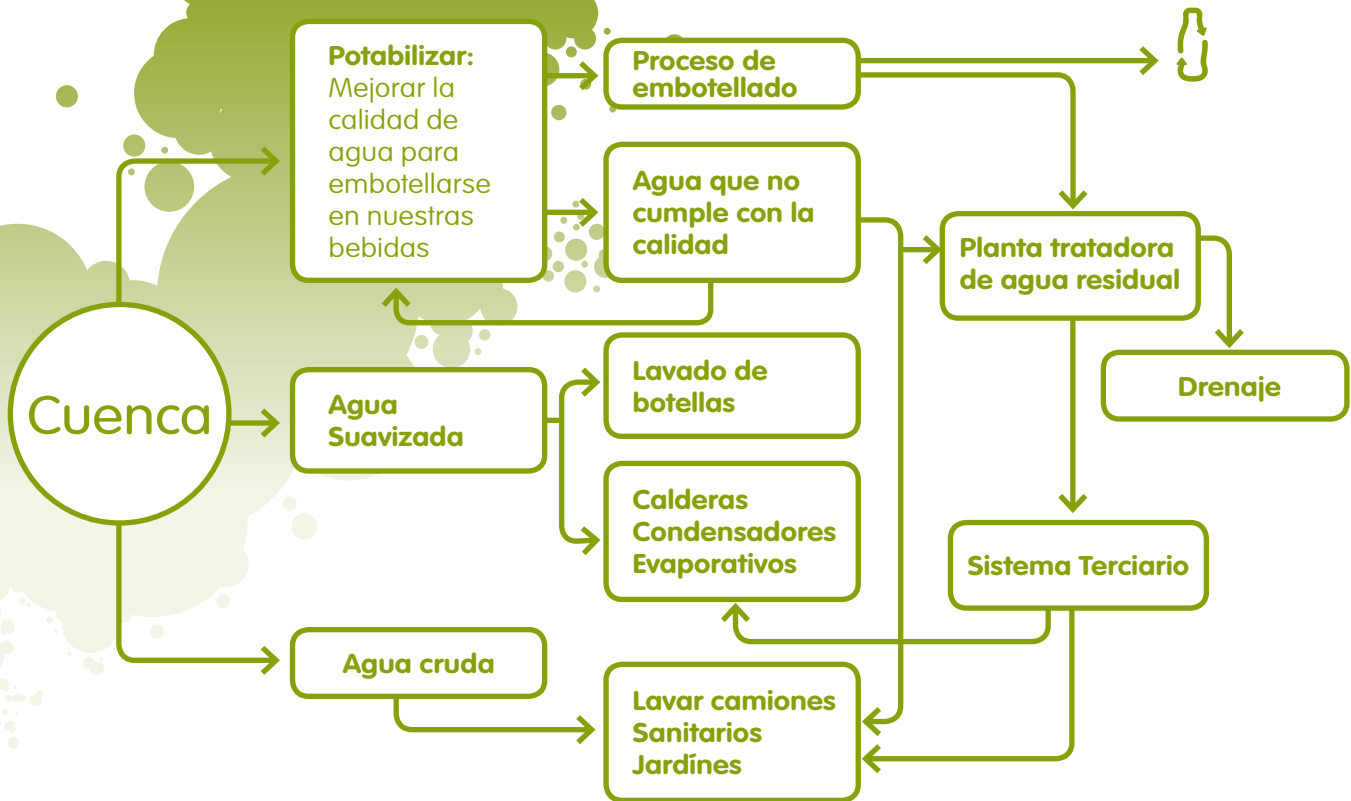 Potabilizar:
Mejorar la
calidad de
agua para
embotellarse
en nuestras
bebidas
Proceso de
embotellado
Agua que no
cumple con la
calidad
Planta tratadora
de agua residual
Drenaje
Cuenca
Agua
Suavizada
Lavado de
botellas
Calderas
Condensadores
Evaporativos
Sistema Terciario
Agua cruda
Lavar camiones
Sanitarios
Jardínes